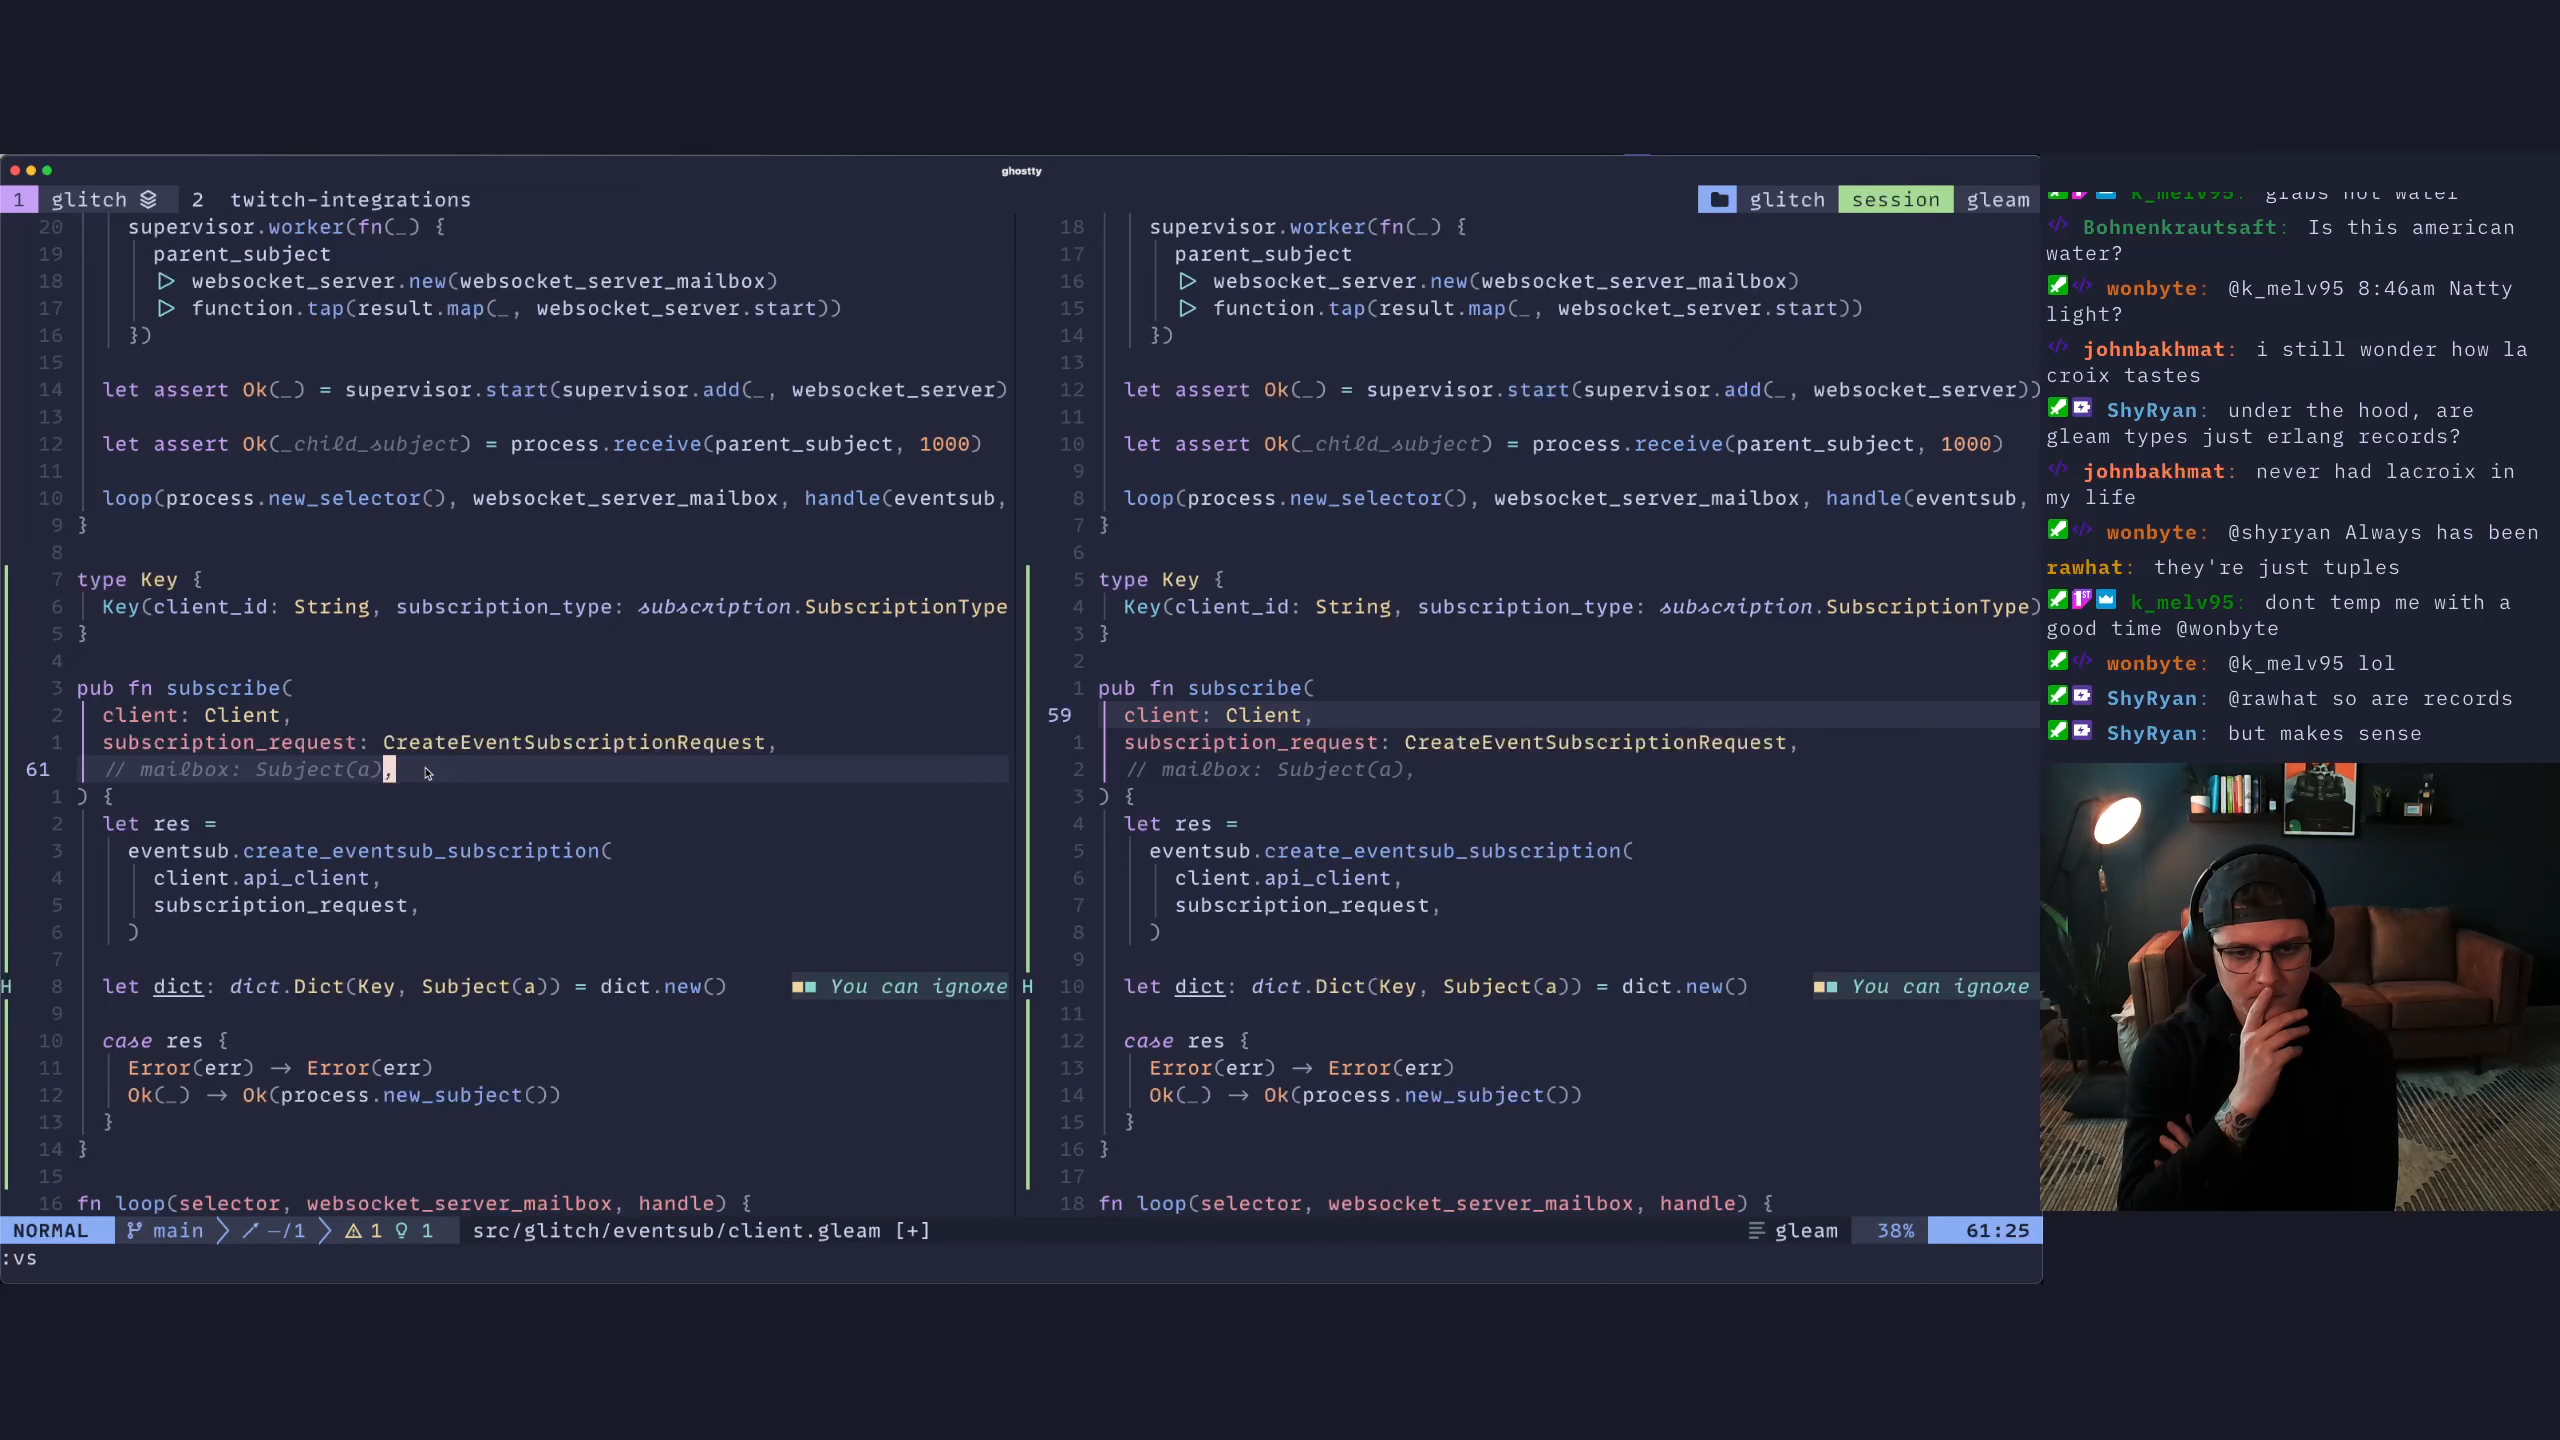 ghostty
1 glitch 2 twitch-integrations
glitch session gleam
20 supervisor.worker(fn(_) {
19 parent_subject
18 ▷ websocket_server.new(websocket_server_mailbox)
17 ▷ function.tap(result.map(_, websocket_server.start))
16 })
15
14 let assert Ok(_) = supervisor.start(supervisor.add(_, websocket_server)
13
12 let assert Ok(_child_subject) = process.receive(parent_subject, 1000)
11
10 loop(process.new_selector(), websocket_server_mailbox, handle(eventsub,
9 }
8
7 type Key {
6 Key(client_id: String, subscription_type: subscription.SubscriptionType
5 }
4
3 pub fn subscribe(
2 client: Client,
1 subscription_request: CreateEventSubscriptionRequest,
61 // mailbox: Subject(a),
1 ) {
2 let res =
3 eventsub.create_eventsub_subscription(
4 client.api_client,
5 subscription_request,
6 )
7
H 8 let dict: dict.Dict(Key, Subject(a)) = dict.new() ■■ You can ignore
9
10 case res {
11 Error(err) → Error(err)
12 Ok(_) → Ok(process.new_subject())
13 }
14 }
15
16 fn loop(selector, websocket_server_mailbox, handle) {
18 supervisor.worker(fn(_) {
17 parent_subject
16 ▷ websocket_server.new(websocket_server_mailbox)
15 ▷ function.tap(result.map(_, websocket_server.start))
14 })
13
12 let assert Ok(_) = supervisor.start(supervisor.add(_, websocket_server))
11
10 let assert Ok(_child_subject) = process.receive(parent_subject, 1000)
9
8 loop(process.new_selector(), websocket_server_mailbox, handle(eventsub,
7 }
6
5 type Key {
4 Key(client_id: String, subscription_type: subscription.SubscriptionType)
3 }
2
1 pub fn subscribe(
59 client: Client,
1 subscription_request: CreateEventSubscriptionRequest,
2 // mailbox: Subject(a),
3 ) {
4 let res =
5 eventsub.create_eventsub_subscription(
6 client.api_client,
7 subscription_request,
8 )
9
H 10 let dict: dict.Dict(Key, Subject(a)) = dict.new() ■■ You can ignore
11
12 case res {
13 Error(err) → Error(err)
14 Ok(_) → Ok(process.new_subject())
15 }
16 }
17
18 fn loop(selector, websocket_server_mailbox, handle) {
NORMAL main −/1 1 1 src/glitch/eventsub/client.gleam [+] gleam 38% 61:25
:vs
K_melv95: glabs hot water
Bohnenkrautsaft: Is this american
water?
wonbyte: @k_melv95 8:46am Natty
light?
johnbakhmat: i still wonder how la
croix tastes
ShyRyan: under the hood, are
gleam types just erlang records?
johnbakhmat: never had lacroix in
my life
wonbyte: @shyryan Always has been
rawhat: they're just tuples
k_melv95: dont temp me with a
good time @wonbyte
wonbyte: @k_melv95 lol
ShyRyan: @rawhat so are records
ShyRyan: but makes sense